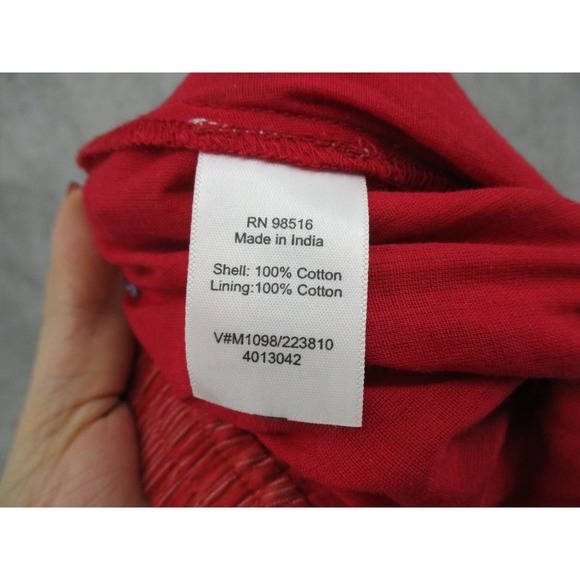 RN 98516
Made in India
Shell: 100% Cotton
Lining:100% Cotton
V#M1098/223810
4013042